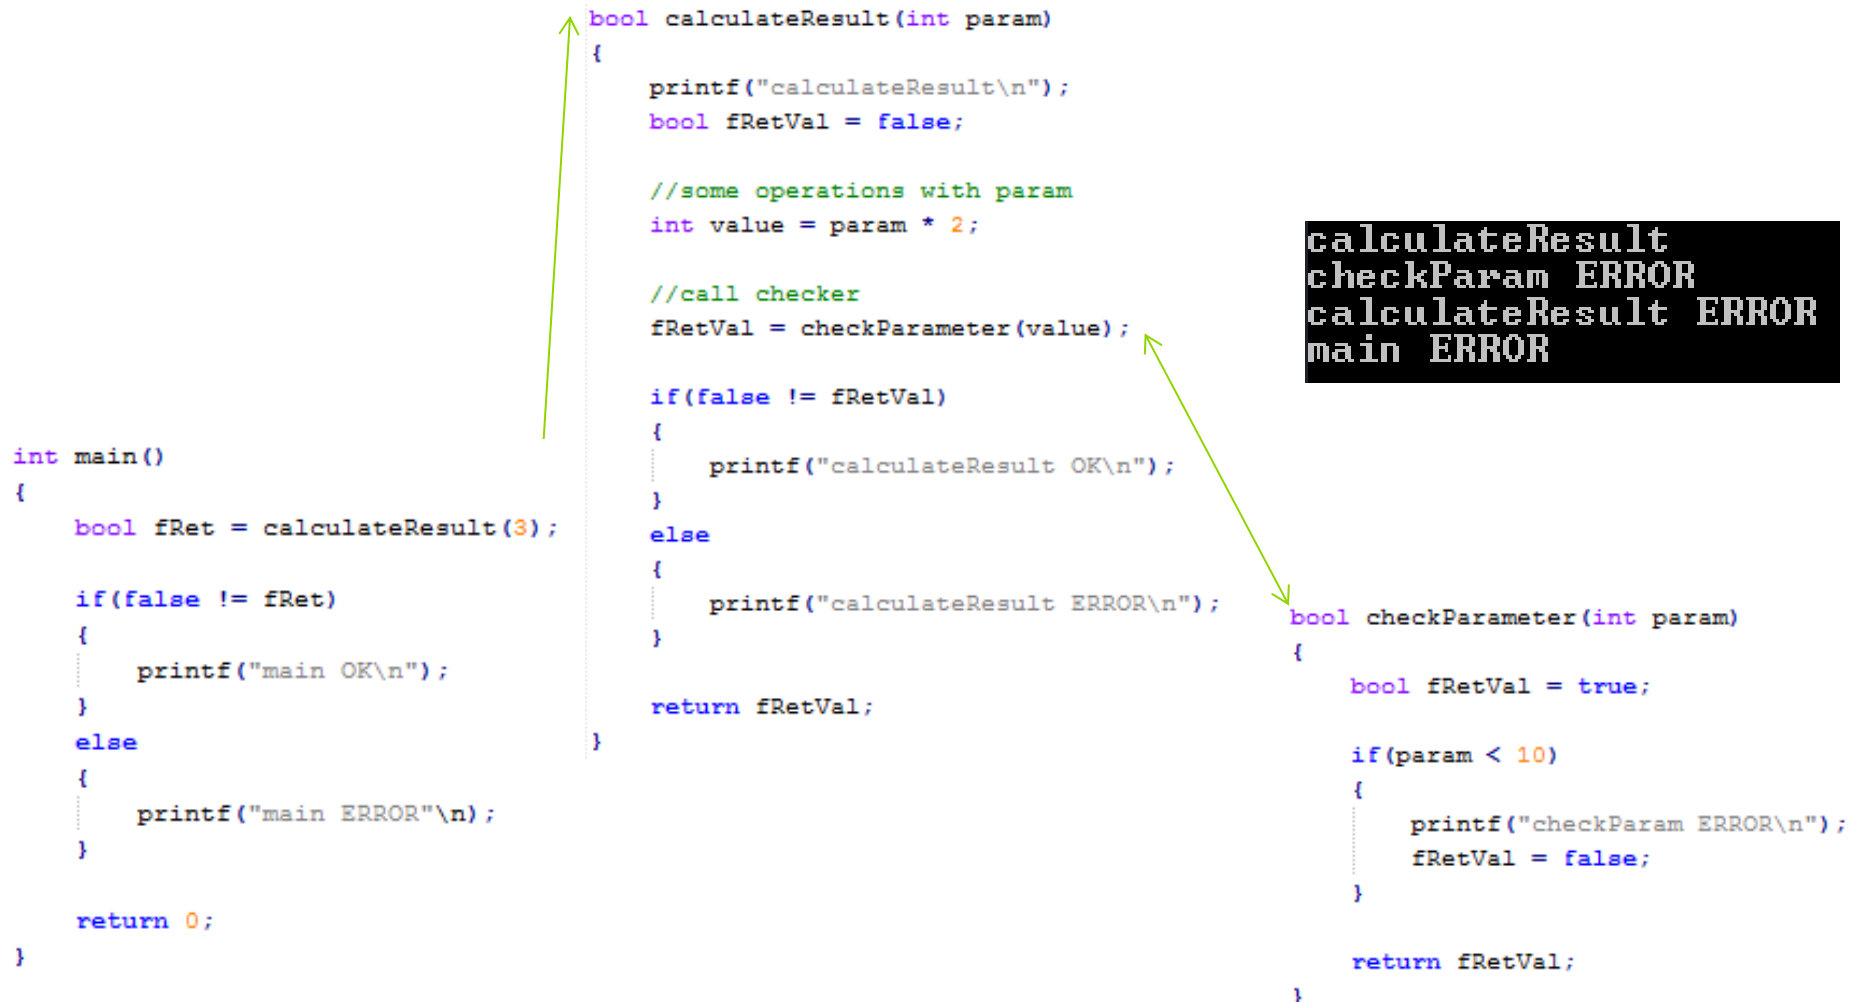 int main()
{
    bool fRet = calculateResult(3);

    if(false != fRet)
    {
        printf("main OK\n");
    }
    else
    {
        printf("main ERROR"\n);
    }

    return 0;
}
bool calculateResult(int param)
{
    printf("calculateResult\n");
    bool fRetVal = false;

    //some operations with param
    int value = param * 2;

    //call checker
    fRetVal = checkParameter(value);

    if(false != fRetVal)
    {
        printf("calculateResult OK\n");
    }
    else
    {
        printf("calculateResult ERROR\n");
    }

    return fRetVal;
}
bool checkParameter(int param)
{
    bool fRetVal = true;

    if(param < 10)
    {
        printf("checkParam ERROR\n");
        fRetVal = false;
    }

    return fRetVal;
}
calculateResult
checkParam ERROR
calculateResult ERROR
main ERROR